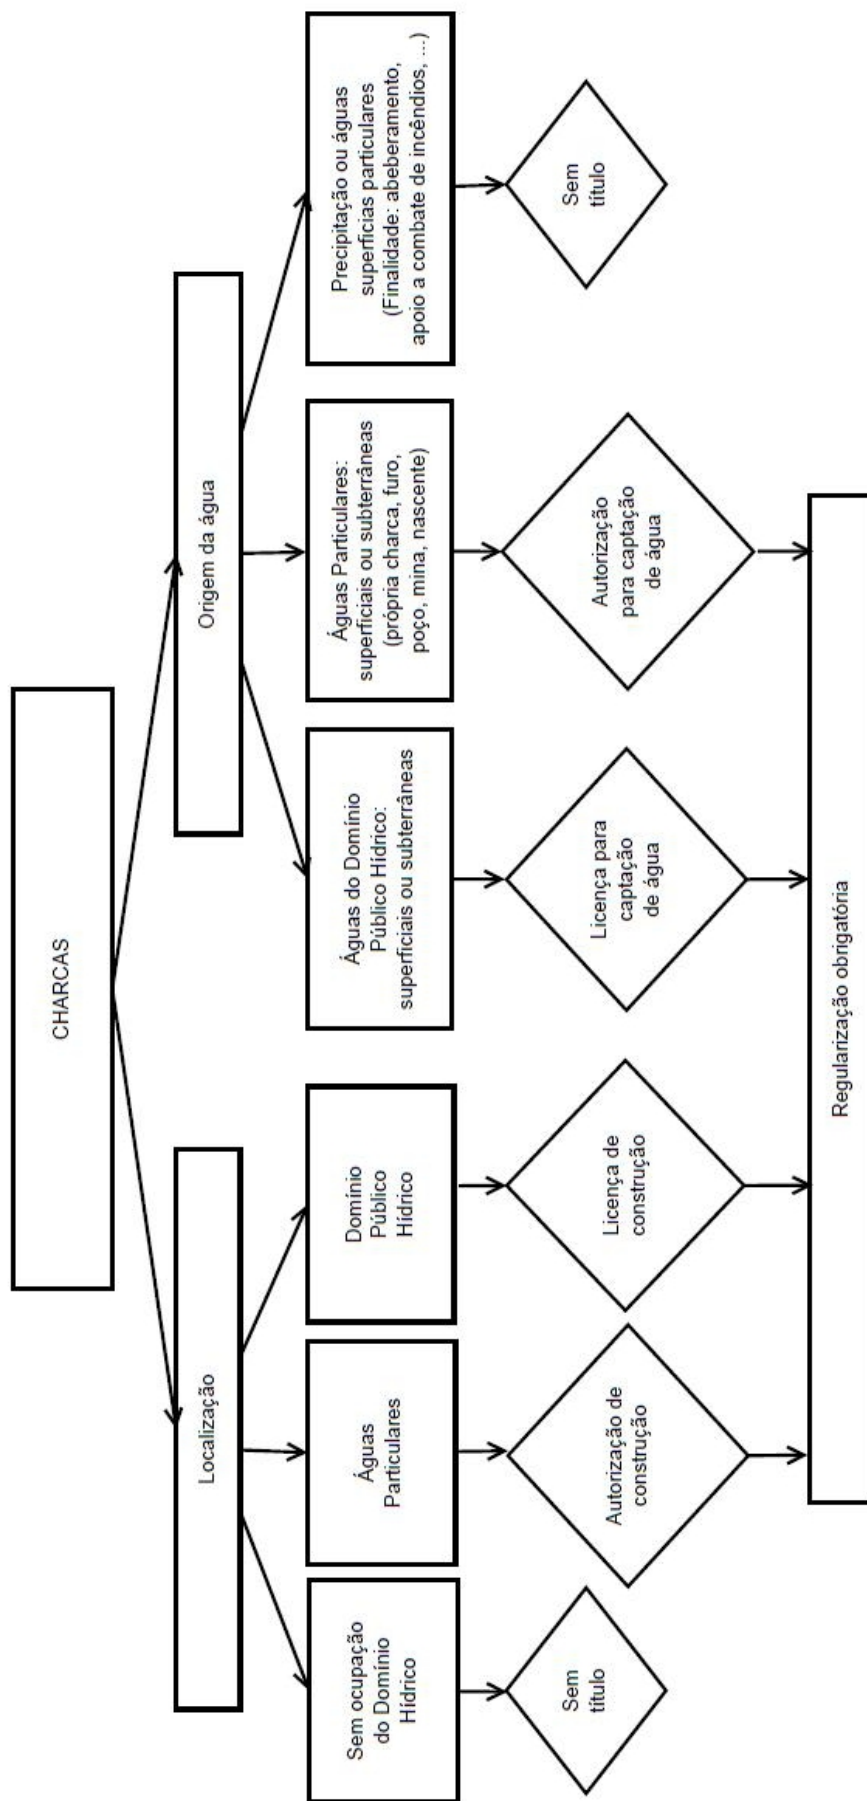 CHARCAS
Localização
Origem da água
Sem ocupação
do Domínio
Hídrico
Águas
Particulares
Domínio
Público
Hídrico
Águas do Domínio
Público Hídrico:
superficiais ou subterrâneas
Águas Particulares:
superficiais ou subterrâneas
(própria charca, furo,
poço, mina, nascente)
Precipitação ou águas
superficias particulares
(Finalidade: abeberamento,
apoio a combate de incêndios, ...)
Sem
título
Autorização de
construção
Licença de
construção
Licença para
captação
de água
Autorização
para captação
de água
Sem
título
Regularização obrigatória